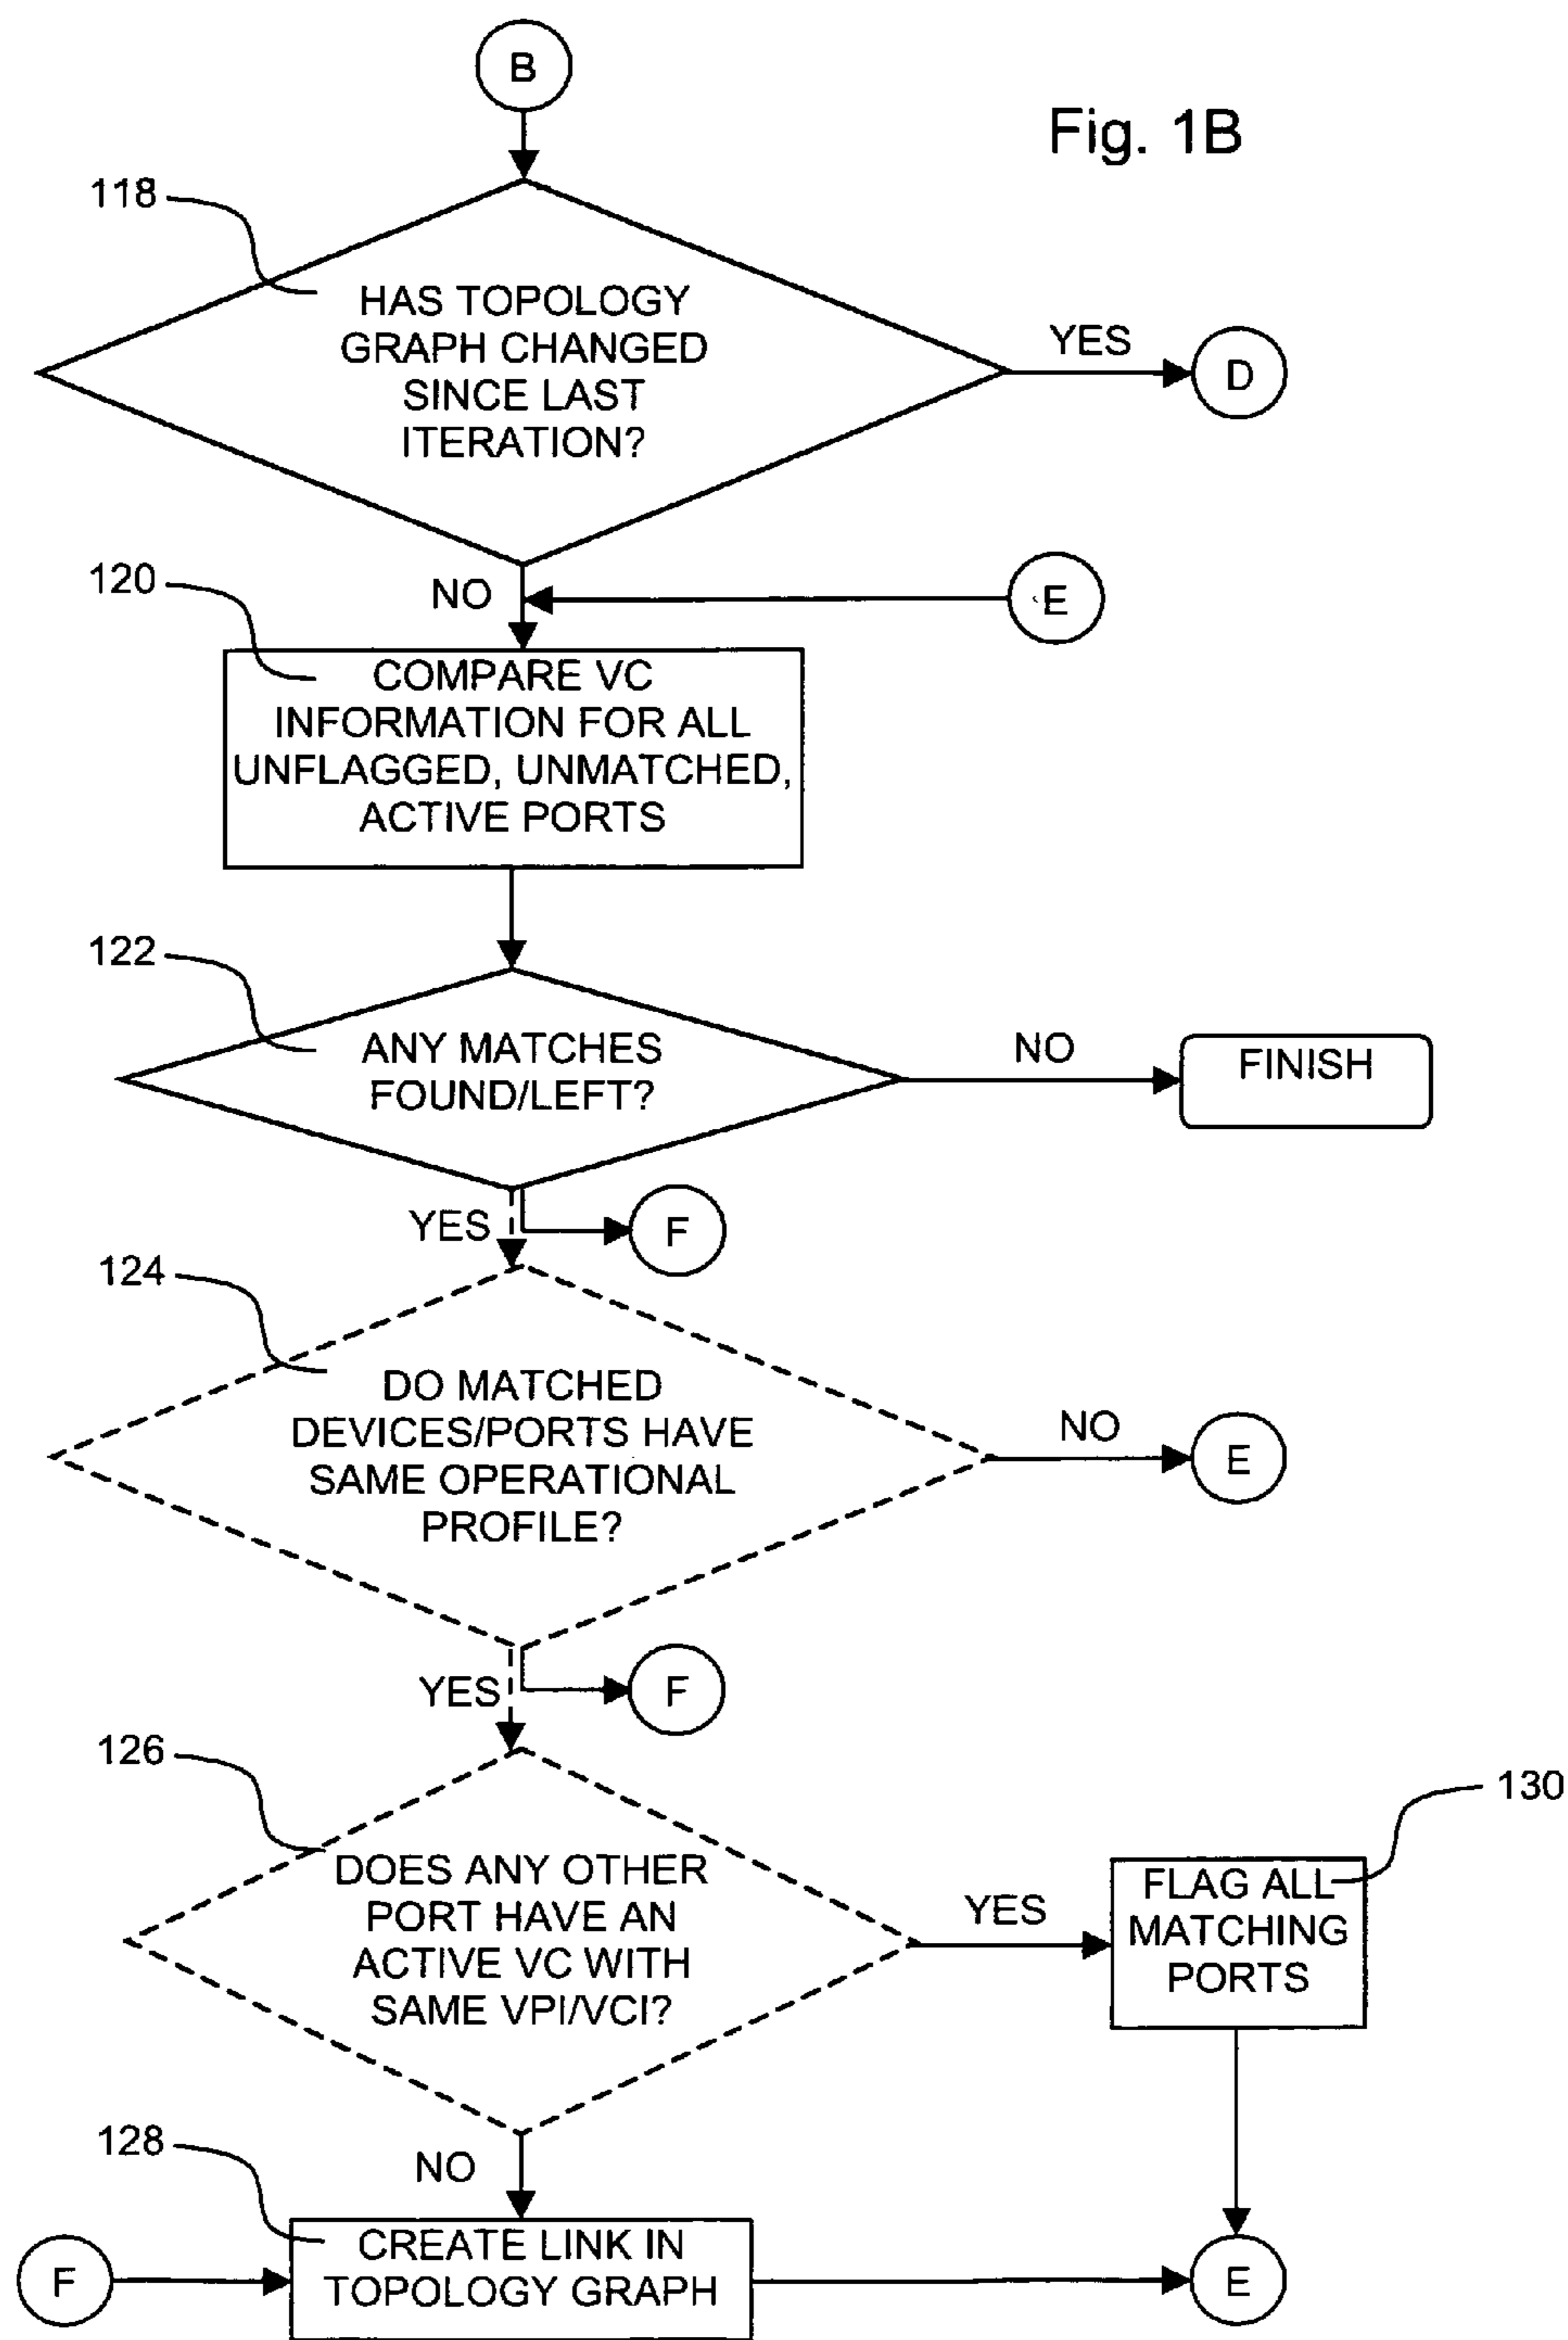 B
Fig. 1B
118
HAS TOPOLOGY
GRAPH CHANGED
SINCE LAST
ITERATION?
YES
D
120
NO
E
COMPARE VC
INFORMATION FOR ALL
UNFLAGGED, UNMATCHED,
ACTIVE PORTS
122
ANY MATCHES
FOUND/LEFT?
NO
FINISH
YES
F
124
DO MATCHED
DEVICES/PORTS HAVE
SAME OPERATIONAL
PROFILE?
NO
E
YES
F
126
130
DOES ANY OTHER
PORT HAVE AN
ACTIVE VC WITH
SAME VPI/VCI?
YES
FLAG ALL
MATCHING
PORTS
128
NO
F
CREATE LINK IN
TOPOLOGY GRAPH
E